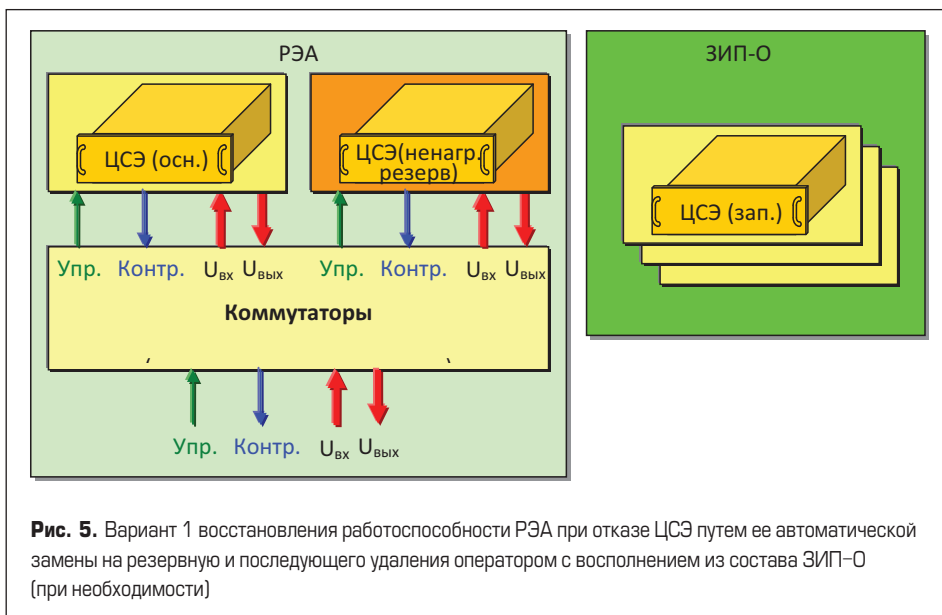 РЭА
ЗИП-О
ЦСЭ (осн.)
ЦСЭ(ненагр.
резерв)
ЦСЭ (зап.)
Упр. Контр. Uвх Uвых Упр. Контр. Uвх Uвых
Коммутаторы
Упр. Контр. Uвх Uвых
Рис. 5. Вариант 1 восстановления работоспособности РЭА при отказе ЦСЭ путем ее автоматической
замены на резервную и последующего удаления оператором с восполнением из состава ЗИП-О
(при необходимости)